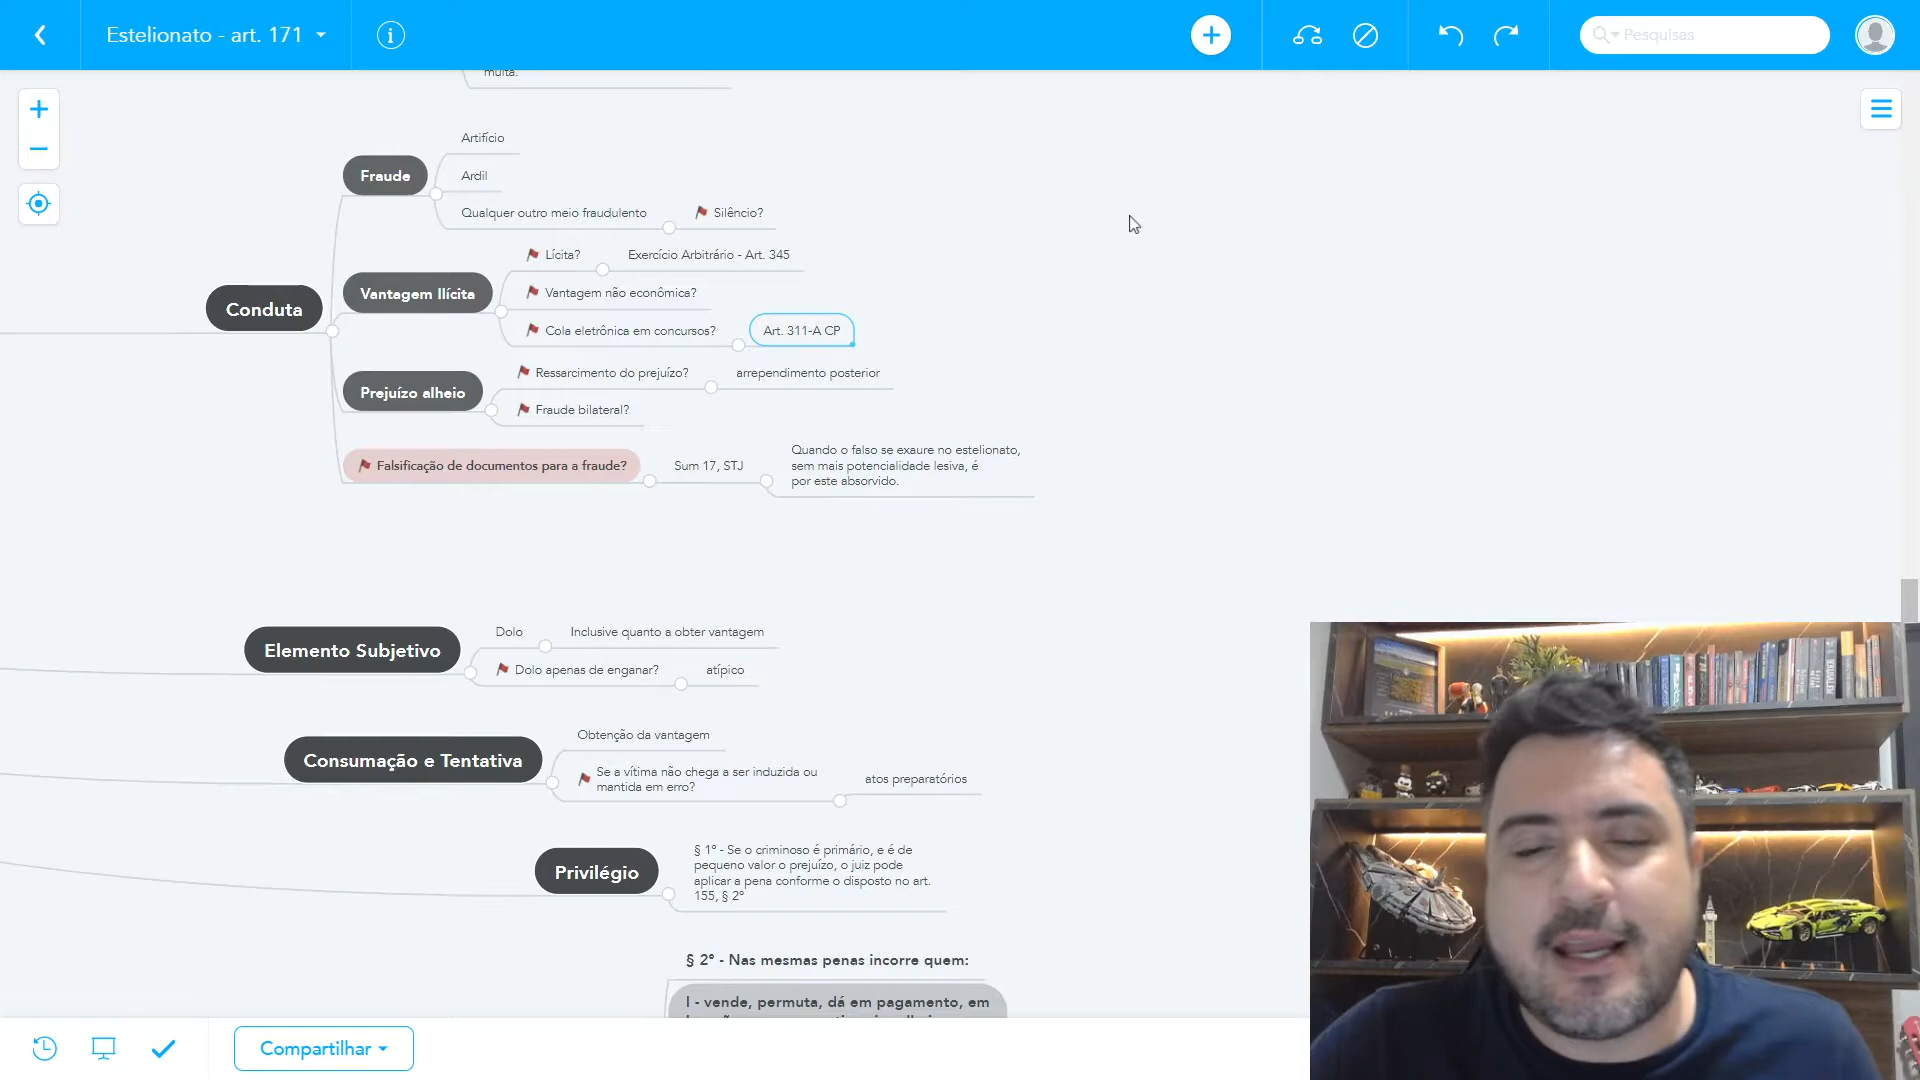 Estelionato - art. 171
Pesquisas
multa.
Artifício
Fraude
Ardil
Qualquer outro meio fraudulento
Silêncio?
Lícita?
Exercício Arbitrário - Art. 345
Vantagem Ilícita
Vantagem não econômica?
Conduta
Cola eletrônica em concursos?
Art. 311-A CP
Ressarcimento do prejuízo?
arrependimento posterior
Prejuízo alheio
Fraude bilateral?
Falsificação de documentos para a fraude?
Sum 17, STJ
Quando o falso se exaure no estelionato,
sem mais potencialidade lesiva, é
por este absorvido.
Dolo
Inclusive quanto a obter vantagem
Elemento Subjetivo
Dolo apenas de enganar?
atípico
Obtenção da vantagem
Consumação e Tentativa
Se a vítima não chega a ser induzida ou
mantida em erro?
atos preparatórios
Privilégio
§ 1º - Se o criminoso é primário, e é de
pequeno valor o prejuízo, o juiz pode
aplicar a pena conforme o disposto no art.
155, § 2º
§ 2º - Nas mesmas penas incorre quem:
I - vende, permuta, dá em pagamento, em
Compartilhar